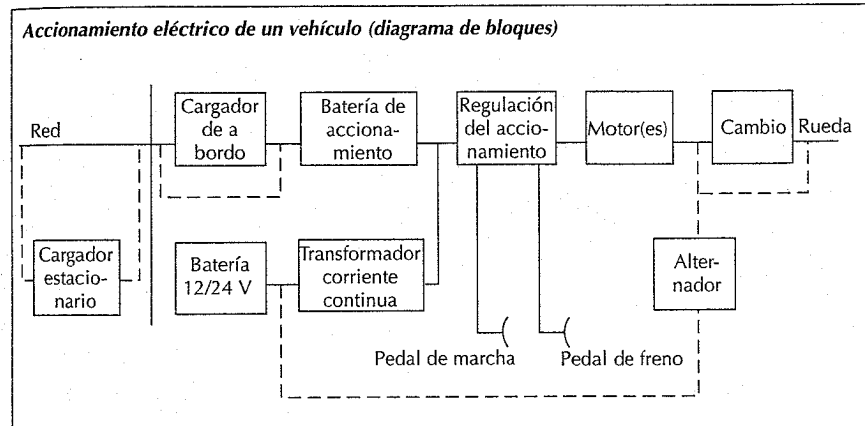 Accionamiento eléctrico de un vehículo (diagrama de bloques)
Red
Cargador
de a
bordo
Batería de
acciona-
miento
Regulación
del accio-
namiento
Motor(es)
Cambio
Rueda
Cargador
estacio-
nario
Batería
12/24 V
Transformador
corriente
continua
Alter-
nador
Pedal de marcha
Pedal de freno